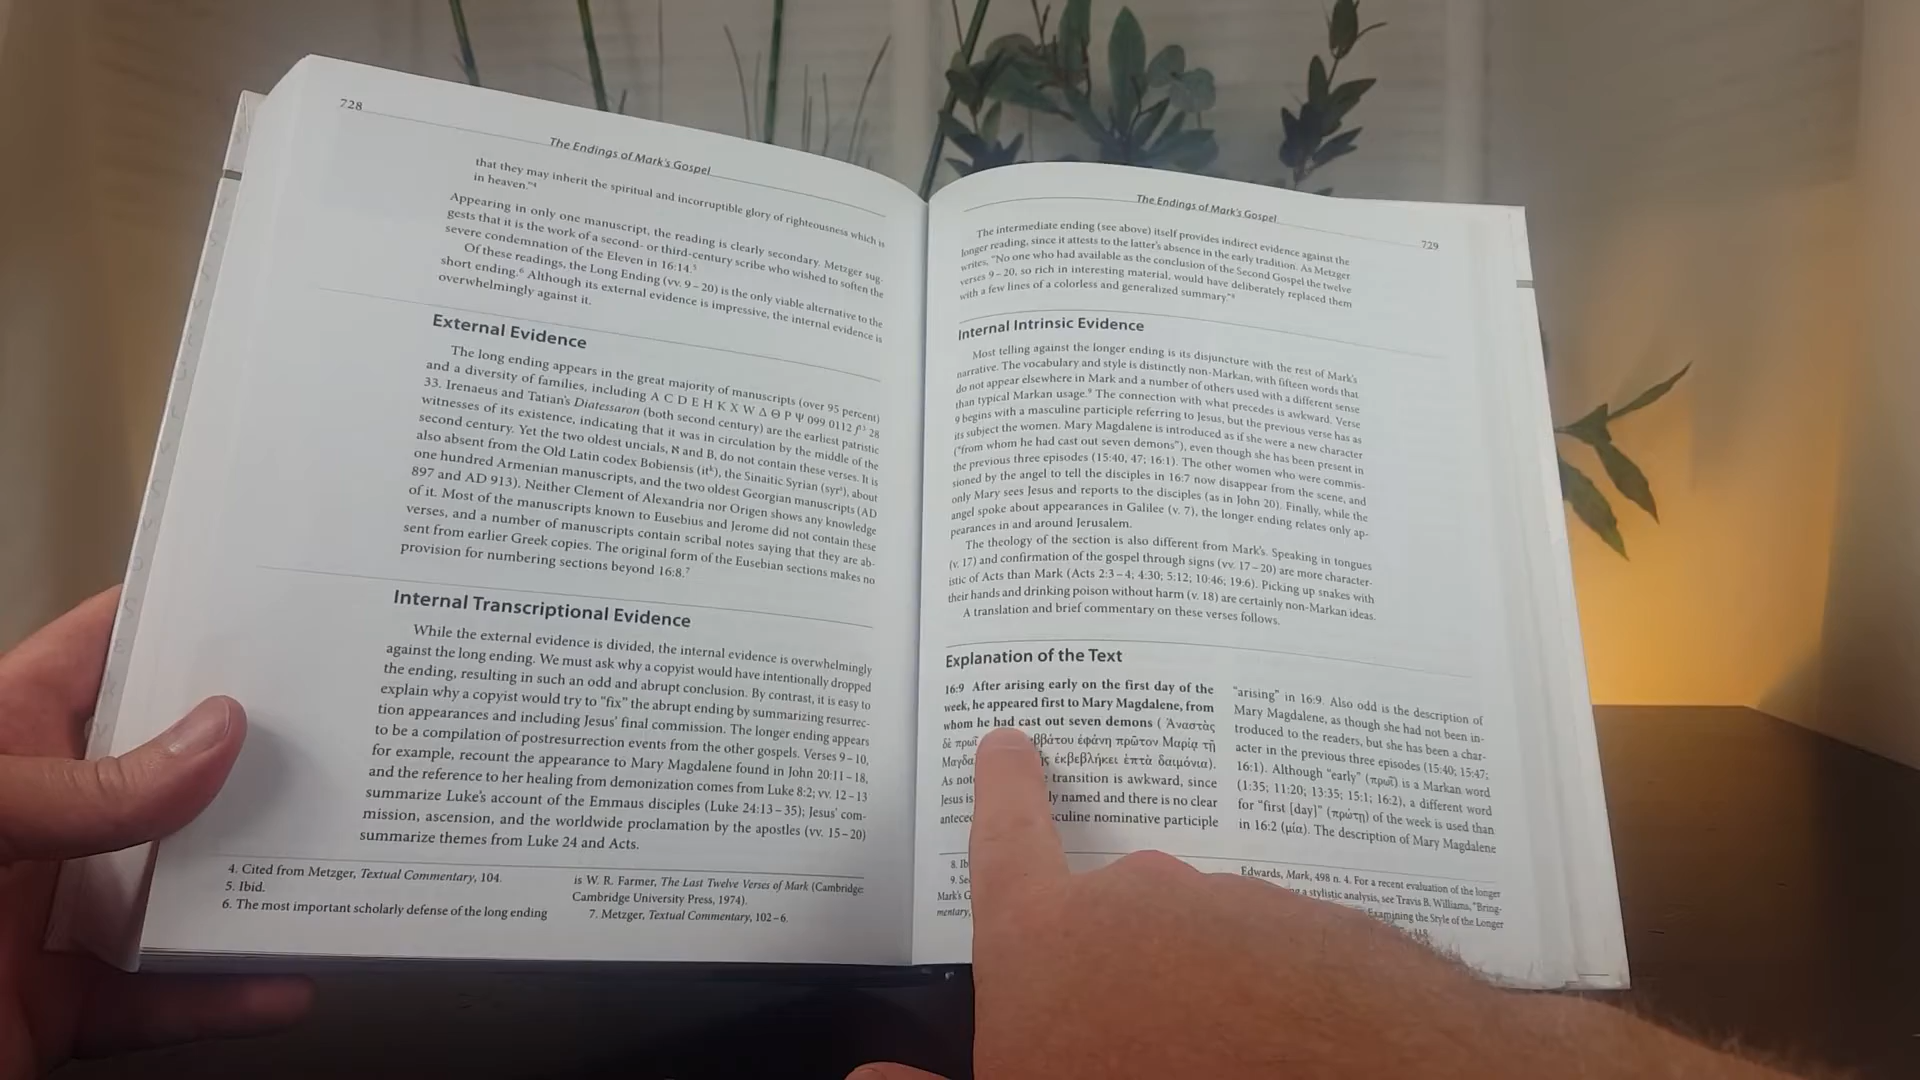 728
The Endings of Mark's Gospel
that they may inherit the spiritual and incorruptible glory of righteousness which is
in heaven."4
Appearing in only one manuscript, the reading is clearly secondary. Metzger sug-
gests that it is the work of a second- or third-century scribe who wished to soften the
severe condemnation of the Eleven in 16:14.5
Of these readings, the Long Ending (vv. 9–20) is the only viable alternative to the
short ending.6 Although its external evidence is impressive, the internal evidence is
overwhelmingly against it.
External Evidence
The long ending appears in the great majority of manuscripts (over 95 percent)
and a diversity of families, including A C D E H K X W Δ Θ Ρ Ψ 099 0112 f13 28
33. Irenaeus and Tatian's Diatessaron (both second century) are the earliest patristic
witnesses of its existence, indicating that it was in circulation by the middle of the
second century. Yet the two oldest uncials, א and B, do not contain these verses. It is
also absent from the Old Latin codex Bobiensis (itk), the Sinaitic Syrian (syrs), about
one hundred Armenian manuscripts, and the two oldest Georgian manuscripts (AD
897 and AD 913). Neither Clement of Alexandria nor Origen shows any knowledge
of it. Most of the manuscripts known to Eusebius and Jerome did not contain these
verses, and a number of manuscripts contain scribal notes saying that they are ab-
sent from earlier Greek copies. The original form of the Eusebian sections makes no
provision for numbering sections beyond 16:8.7
Internal Transcriptional Evidence
While the external evidence is divided, the internal evidence is overwhelmingly
against the long ending. We must ask why a copyist would have intentionally dropped
the ending, resulting in such an odd and abrupt conclusion. By contrast, it is easy to
explain why a copyist would try to "fix" the abrupt ending by summarizing resurrec-
tion appearances and including Jesus' final commission. The longer ending appears
to be a compilation of postresurrection events from the other gospels. Verses 9–10,
for example, recount the appearance to Mary Magdalene found in John 20:11–18,
and the reference to her healing from demonization comes from Luke 8:2; vv. 12–13
summarize Luke's account of the Emmaus disciples (Luke 24:13–35); Jesus' com-
mission, ascension, and the worldwide proclamation by the apostles (vv. 15–20)
summarize themes from Luke 24 and Acts.
4. Cited from Metzger, Textual Commentary, 104.
5. Ibid.
6. The most important scholarly defense of the long ending
is W. R. Farmer, The Last Twelve Verses of Mark (Cambridge:
Cambridge University Press, 1974).
7. Metzger, Textual Commentary, 102–6.
The Endings of Mark's Gospel
729
The intermediate ending (see above) itself provides indirect evidence against the
longer reading, since it attests to the latter's absence in the early tradition. As Metzger
writes, "No one who had available as the conclusion of the Second Gospel the twelve
verses 9–20, so rich in interesting material, would have deliberately replaced them
with a few lines of a colorless and generalized summary."8
Internal Intrinsic Evidence
Most telling against the longer ending is its disjuncture with the rest of Mark's
narrative. The vocabulary and style is distinctly non-Markan, with fifteen words that
do not appear elsewhere in Mark and a number of others used with a different sense
than typical Markan usage.9 The connection with what precedes is awkward. Verse
9 begins with a masculine participle referring to Jesus, but the previous verse has as
its subject the women. Mary Magdalene is introduced as if she were a new character
("from whom he had cast out seven demons"), even though she has been present in
the previous three episodes (15:40, 47; 16:1). The other women who were commis-
sioned by the angel to tell the disciples in 16:7 now disappear from the scene, and
only Mary sees Jesus and reports to the disciples (as in John 20). Finally, while the
angel spoke about appearances in Galilee (v. 7), the longer ending relates only ap-
pearances in and around Jerusalem.
The theology of the section is also different from Mark's. Speaking in tongues
(v. 17) and confirmation of the gospel through signs (vv. 17–20) are more character-
istic of Acts than Mark (Acts 2:3–4; 4:30; 5:12; 10:46; 19:6). Picking up snakes with
their hands and drinking poison without harm (v. 18) are certainly non-Markan ideas.
A translation and brief commentary on these verses follows.
Explanation of the Text
16:9 After arising early on the first day of the
week, he appeared first to Mary Magdalene, from
whom he had cast out seven demons ( Ἀναστὰς
δὲ πρωῒ ἐφάνη πρῶτον Μαρίᾳ τῇ
ἐκβεβλήκει ἑπτὰ δαιμόνια).
As transition is awkward, since
Jesus is named and there is no clear
nominative participle
"arising" in 16:9. Also odd is the description of
Mary Magdalene, as though she had not been in-
troduced to the readers, but she has been a char-
acter in the previous three episodes (15:40; 15:47;
16:1). Although "early" (πρωΐ) is a Markan word
(1:35; 11:20; 13:35; 15:1; 16:2), a different word
for "first [day]" (πρώτῃ) of the week is used than
in 16:2 (μία). The description of Mary Magdalene
8.
9.
Mark's
Edwards, Mark, 498 n. 4. For a recent evaluation of the longer
a stylistic analysis, see Travis B. Williams, "Bring-
Examining the Style of the Longer